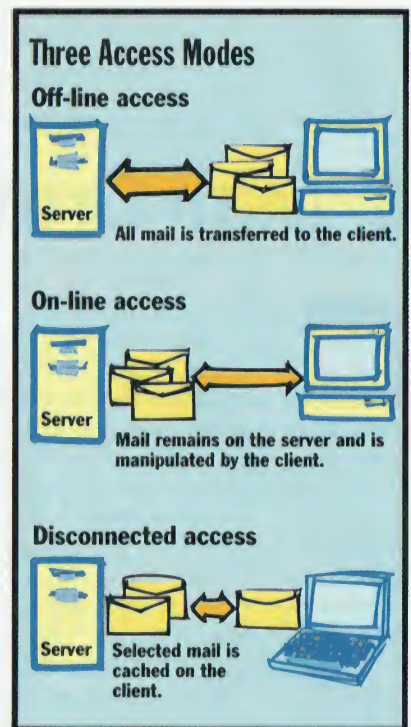 Three Access Modes
Off-line access
Server
All mail is transferred to the client.
On-line access
Server
Mail remains on the server and is
manipulated by the client.
Disconnected access
Server
Selected mail is
cached on the
client.